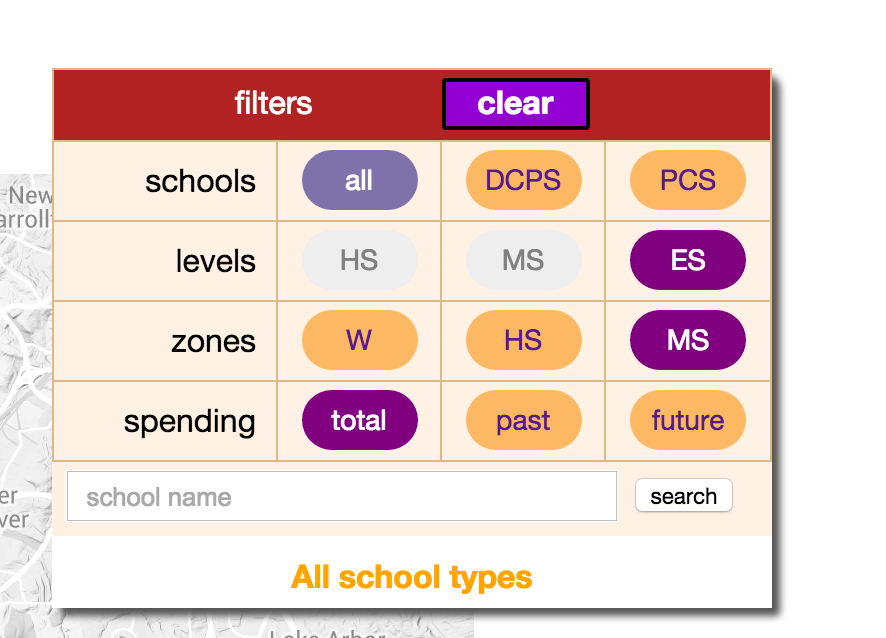 filters clear
New
arroll
schools all DCPS PCS
levels HS MS ES
zones W HS MS
spending total past future
er
ver
school name search
All school types
Lake Arbor